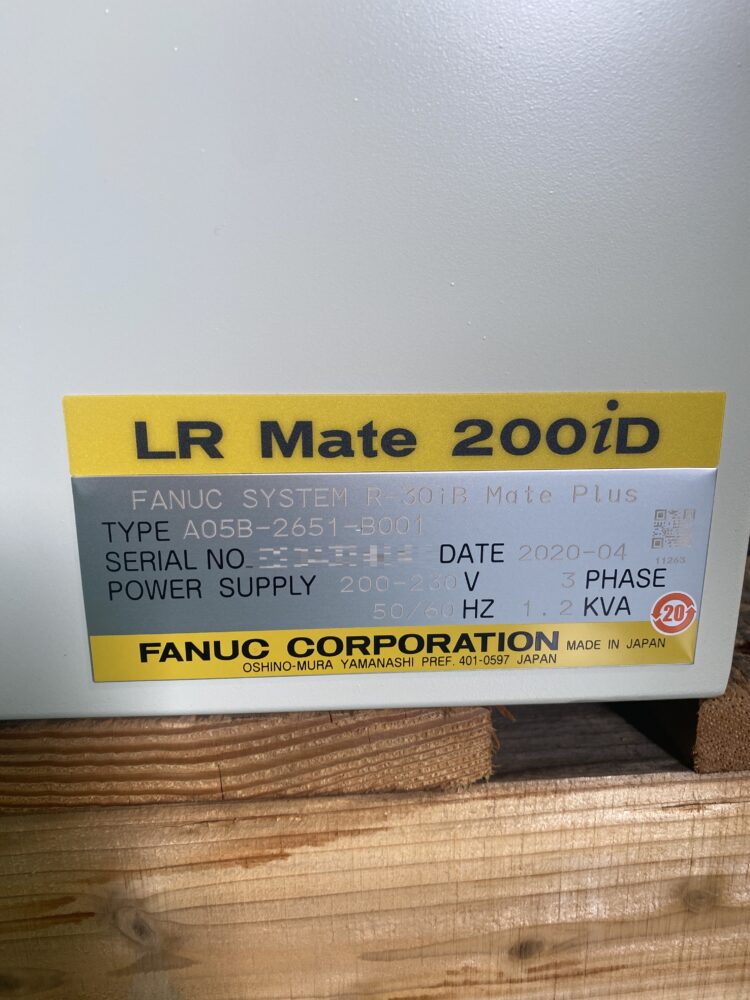 LR Mate 200iD
FANUC SYSTEM R-30iB Mate Plus
TYPE A05B-2651-B001
SERIAL NO. DATE 2020-04
11263
POWER SUPPLY 200-230 V 3 PHASE
50/60 HZ 1.2 KVA
20
FANUC CORPORATION MADE IN JAPAN
OSHINO-MURA YAMANASHI PREF. 401-0597 JAPAN